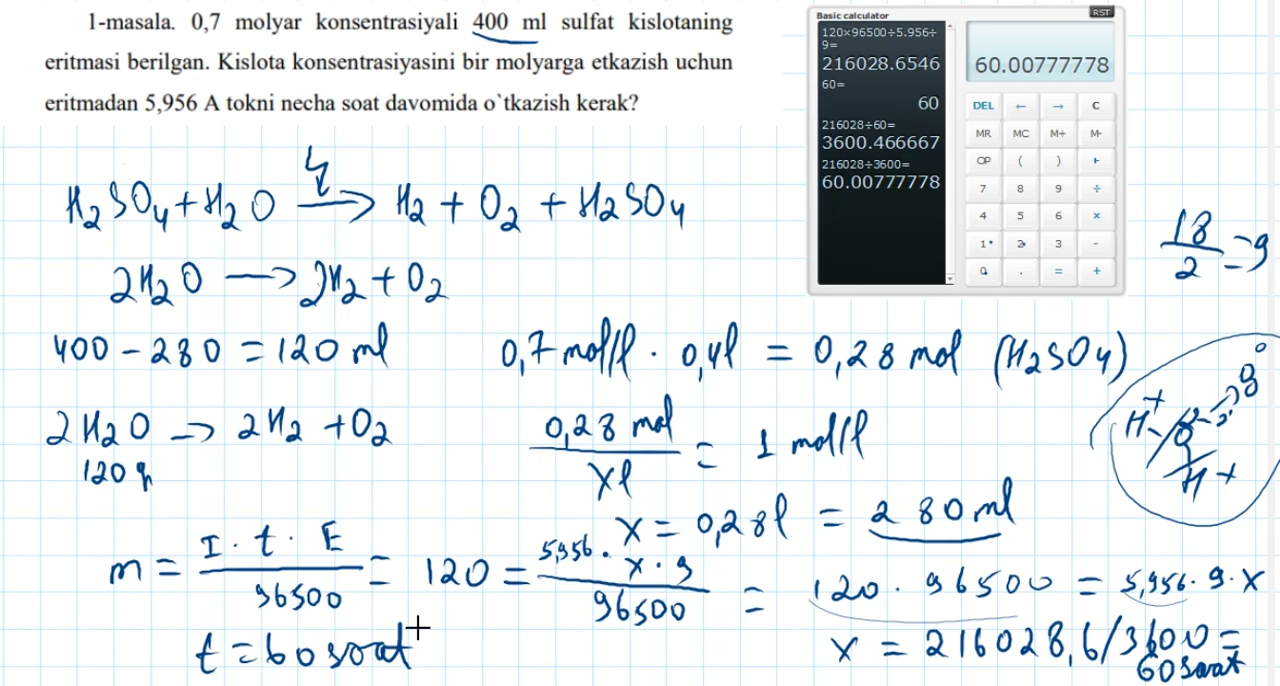 1-masala. 0,7 molyar konsentrasiyali 400 ml sulfat kislotaning
eritmasi berilgan. Kislota konsentrasiyasini bir molyarga etkazish uchun
eritmadan 5,956 A tokni necha soat davomida o`tkazish kerak?
Basic calculator
RST
120×96500÷5.956÷
9=
216028.6546
60=
60
216028÷60=
3600.466667
216028÷3600=
60.00777778
60.00777778
DEL ← → C
MR MC M+ M-
( )
7 8 9 ÷
4 5 6 ×
1 2 3 -
. = +
H2SO4 + H2O → H2 + O2 + H2SO4
18/2 = 9
2H2O → 2H2 + O2
400 - 280 = 120 ml
0,7 mol/l · 0,4l = 0,28 mol (H2SO4)
2H2O → 2H2 + O2
120 g
0,28 mol / x l = 1 mol/l
x = 0,28l = 280 ml
m = I · t · E / 96500 = 120 = 5,956 · x · 9 / 96500 = 120 · 96500 = 5,956 · 9 · x
t = 60 soat
x = 216028,6/3600 =
60 soat